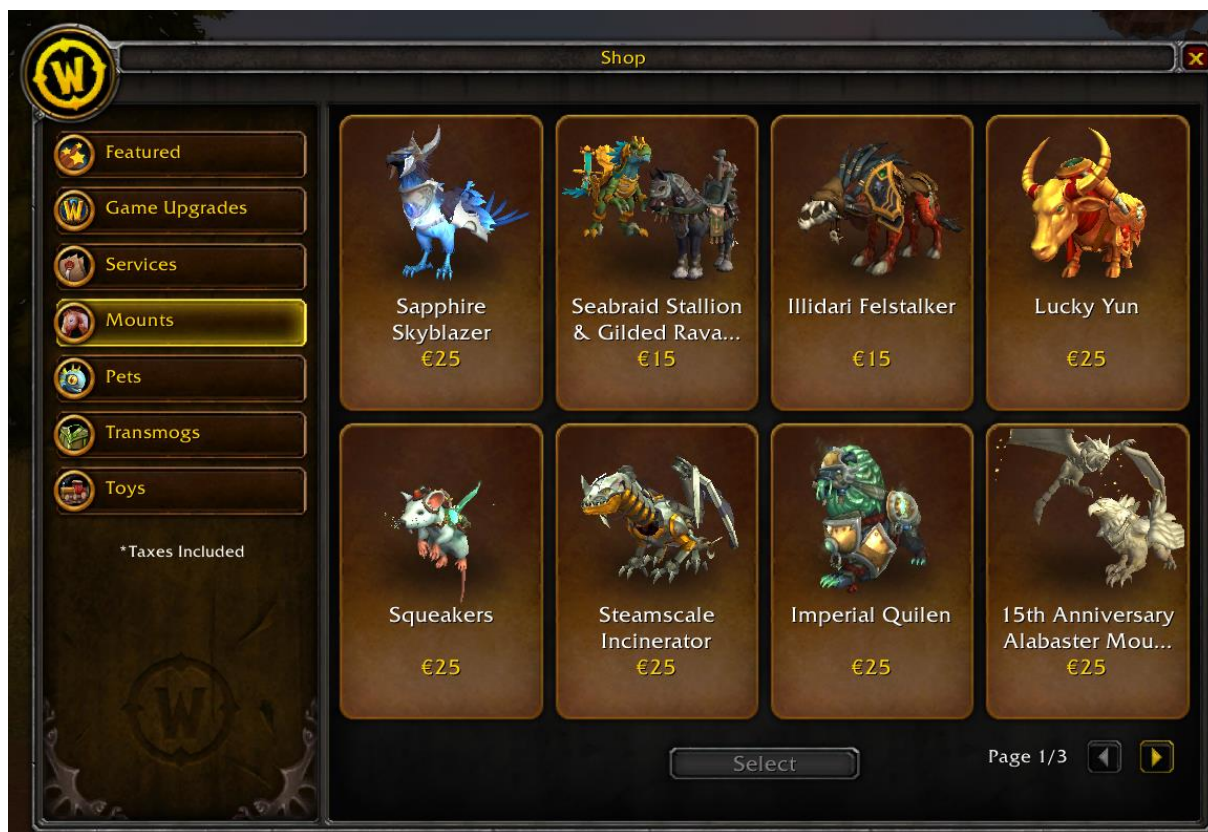 Shop
Featured
Game Upgrades
Services
Mounts
Pets
Transmogs
Toys
*Taxes Included
Sapphire
Skyblazer
€25
Seabraid Stallion
& Gilded Rava...
€15
Illidari Felstalker
€15
Lucky Yun
€25
Squeakers
€25
Steamscale
Incinerator
€25
Imperial Quilen
€25
15th Anniversary
Alabaster Mou...
€25
Select
Page 1/3